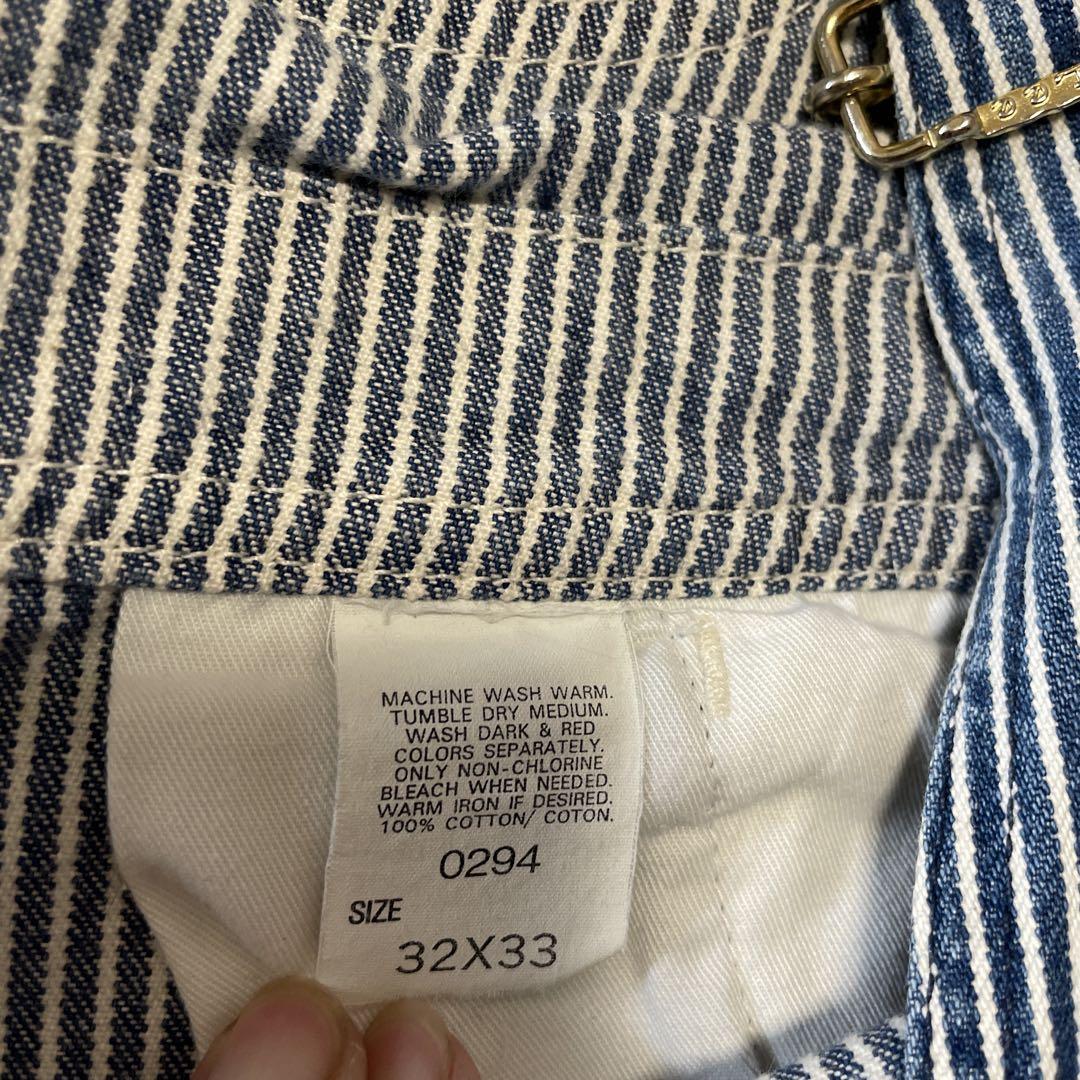 MACHINE WASH WARM.
TUMBLE DRY MEDIUM.
WASH DARK & RED
COLORS SEPARATELY.
ONLY NON-CHLORINE
BLEACH WHEN NEEDED.
WARM IRON IF DESIRED.
100% COTTON/ COTON.
0294
SIZE
32X33